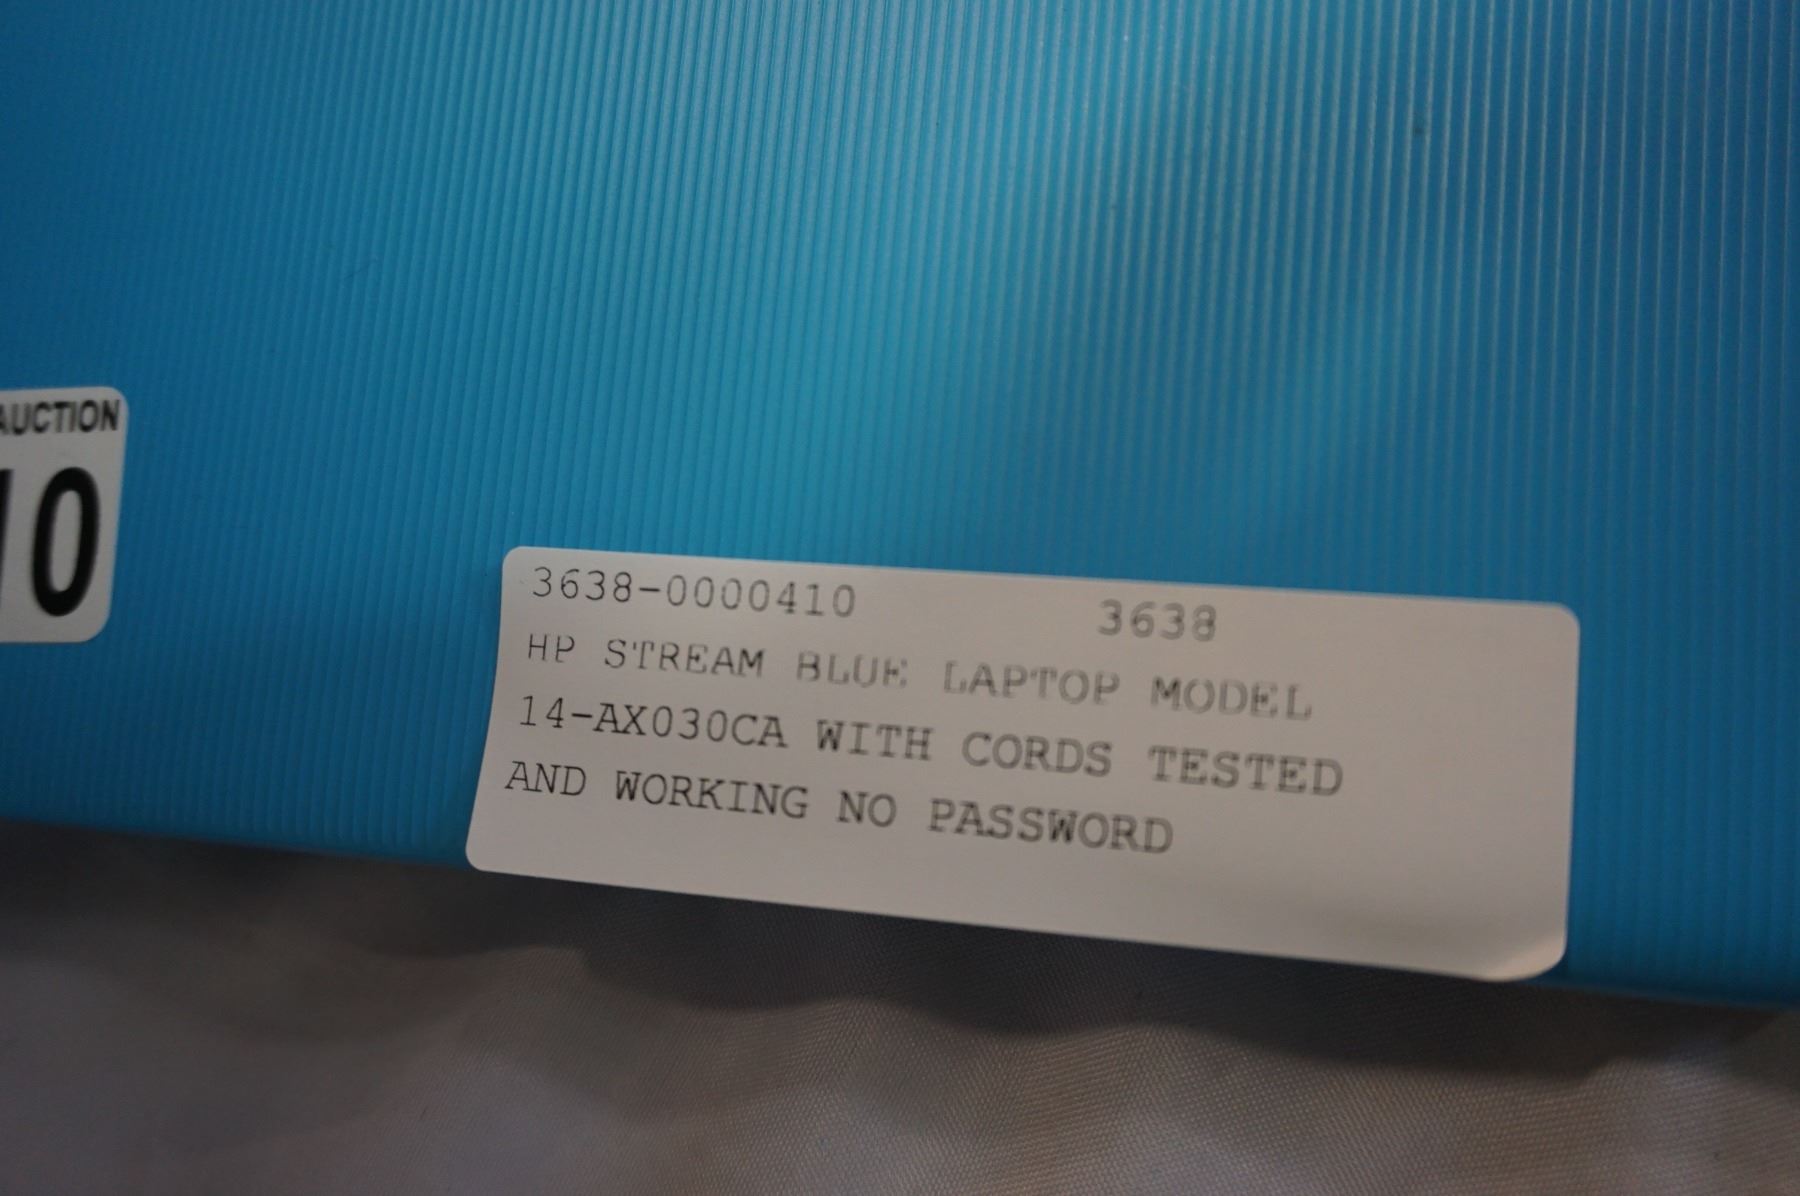 AUCTION
10
3638-0000410 3638
HP STREAM BLUE LAPTOP MODEL
14-AX030CA WITH CORDS TESTED
AND WORKING NO PASSWORD